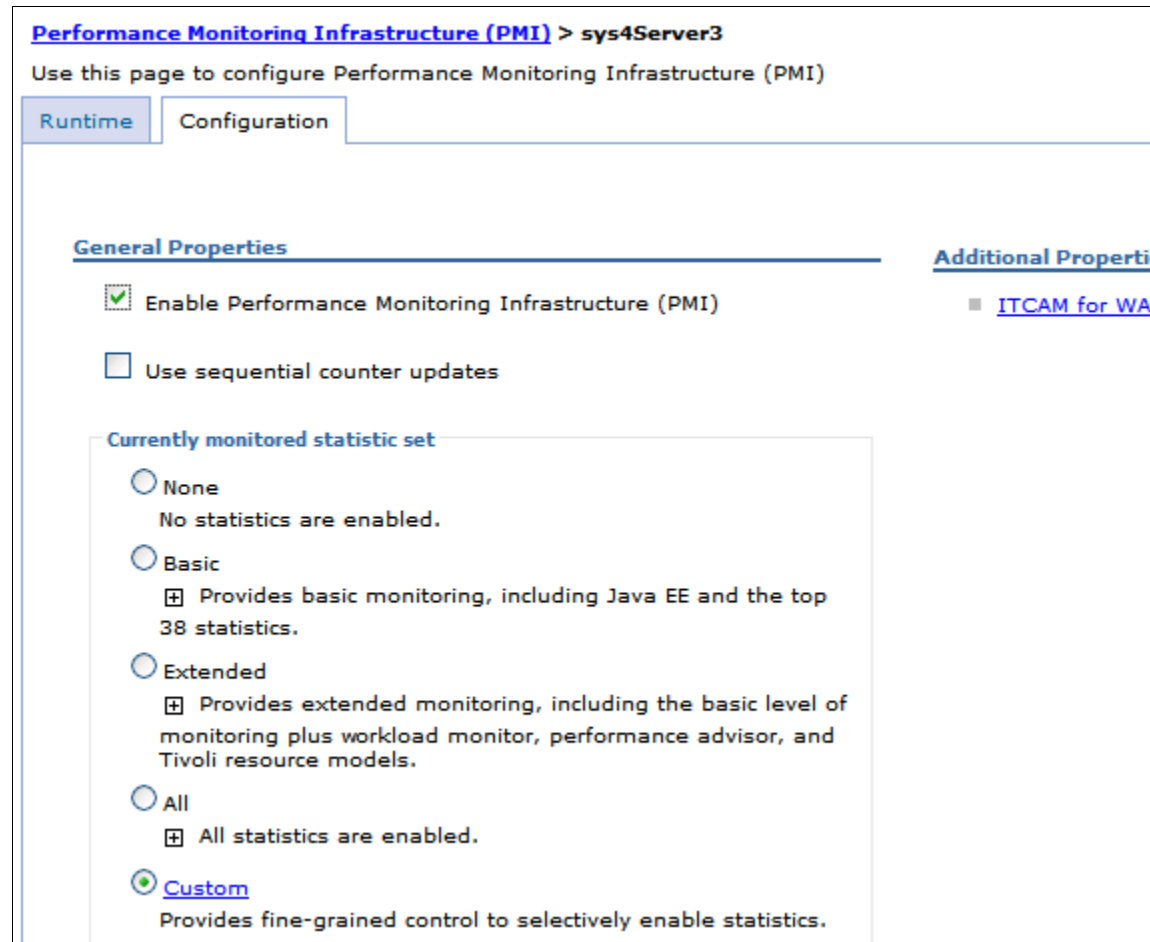 Performance Monitoring Infrastructure (PMI) > sys4Server3
Use this page to configure Performance Monitoring Infrastructure (PMI)
Runtime
Configuration
General Properties
Additional Properti
Enable Performance Monitoring Infrastructure (PMI)
ITCAM for WA
Use sequential counter updates
Currently monitored statistic set
None
No statistics are enabled.
Basic
Provides basic monitoring, including Java EE and the top
38 statistics.
Extended
Provides extended monitoring, including the basic level of
monitoring plus workload monitor, performance advisor, and
Tivoli resource models.
All
All statistics are enabled.
Custom
Provides fine-grained control to selectively enable statistics.